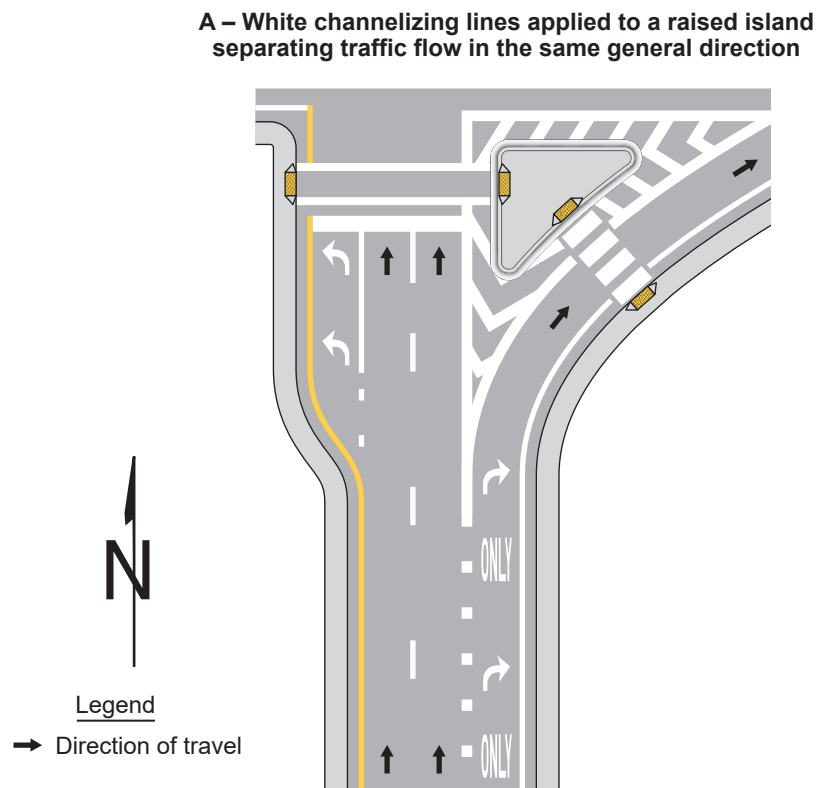 A – White channelizing lines applied to a raised island
separating traffic flow in the same general direction
ONLY
N
ONLY
Legend
Direction of travel